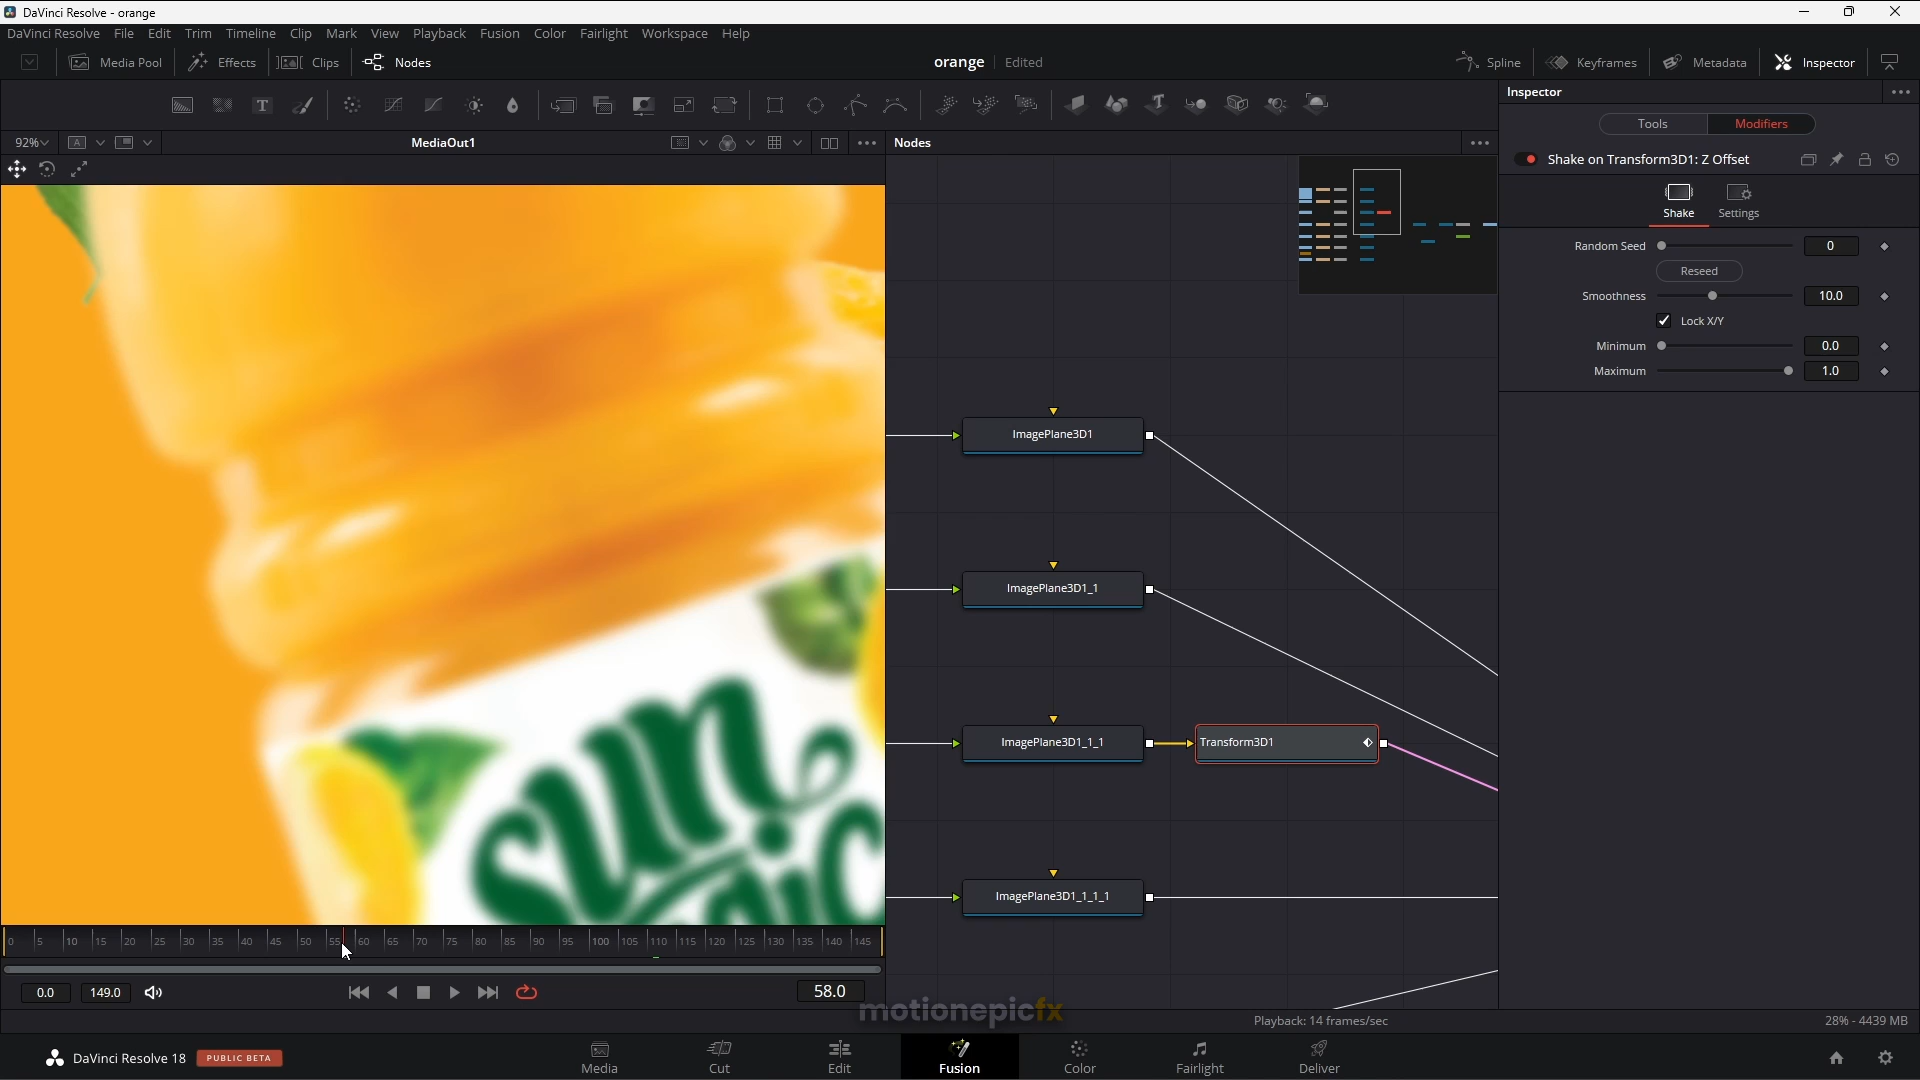 DaVinci Resolve - orange
DaVinci Resolve File Edit Trim Timeline Clip Mark View Playback Fusion Color Fairlight Workspace Help
Media Pool Effects Clips Nodes orange Edited Spline Keyframes Metadata Inspector
Inspector
Tools Modifiers
92% A MediaOut1 Nodes
Shake on Transform3D1: Z Offset
Shake Settings
Random Seed 0
Reseed
Smoothness 10.0
Lock X/Y
Minimum 0.0
Maximum 1.0
ImagePlane3D1
ImagePlane3D1_1
ImagePlane3D1_1_1 Transform3D1
ImagePlane3D1_1_1_1
sun
0 5 10 15 20 25 30 35 40 45 50 55 60 65 70 75 80 85 90 95 100 105 110 115 120 125 130 135 140 145
0.0 149.0 58.0
motionepicfx
Playback: 14 frames/sec 28% - 4439 MB
DaVinci Resolve 18 PUBLIC BETA
Media Cut Edit Fusion Color Fairlight Deliver